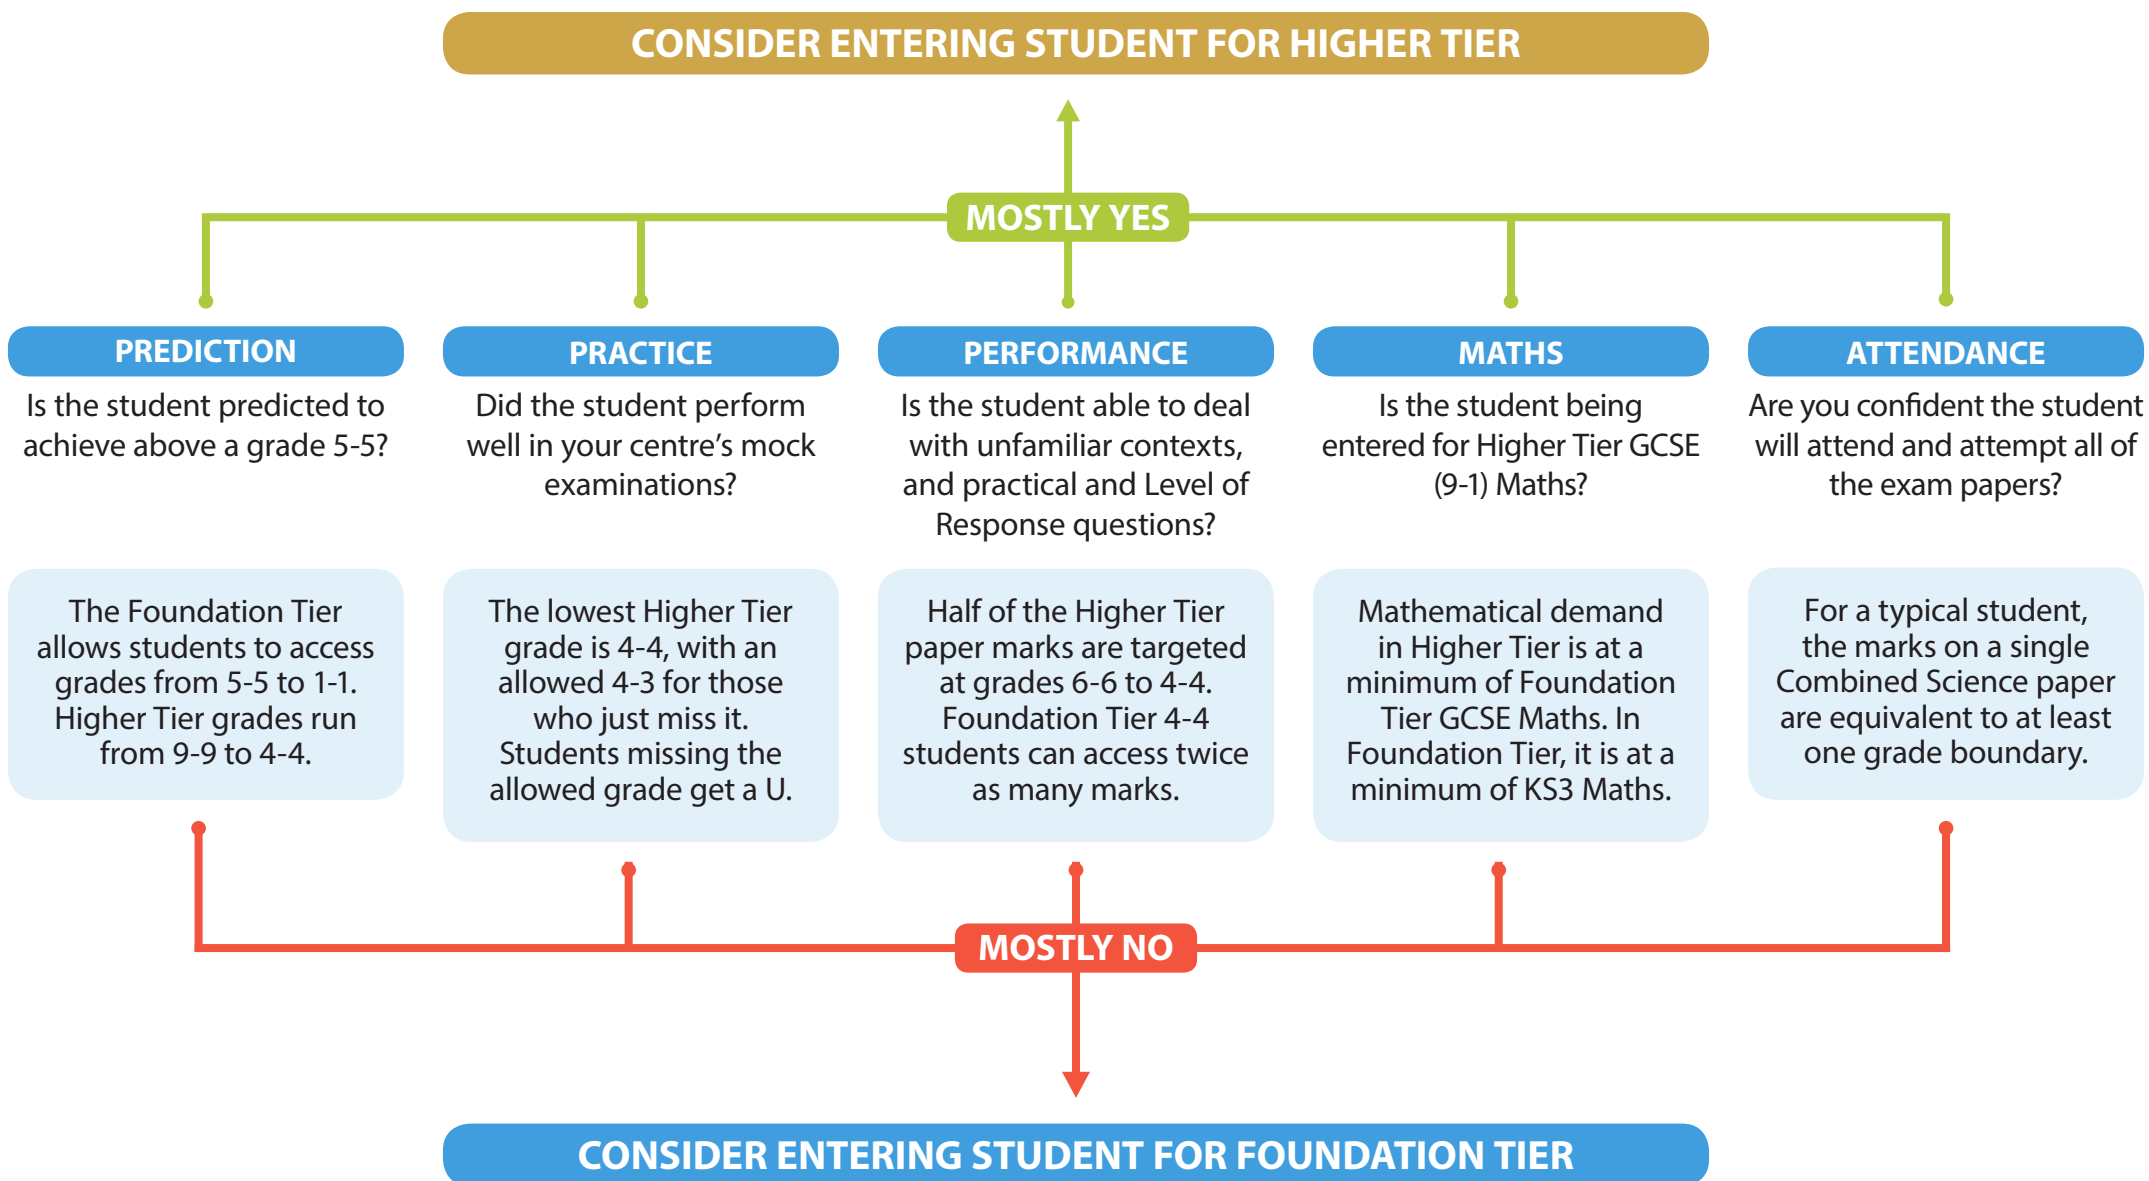 CONSIDER ENTERING STUDENT FOR HIGHER TIER
MOSTLY YES
PREDICTION
Is the student predicted to
achieve above a grade 5-5?
The Foundation Tier
allows students to access
grades from 5-5 to 1-1.
Higher Tier grades run
from 9-9 to 4-4.
PRACTICE
Did the student perform
well in your centre’s mock
examinations?
The lowest Higher Tier
grade is 4-4, with an
allowed 4-3 for those
who just miss it.
Students missing the
allowed grade get a U.
PERFORMANCE
Is the student able to deal
with unfamiliar contexts,
and practical and Level of
Response questions?
Half of the Higher Tier
paper marks are targeted
at grades 6-6 to 4-4.
Foundation Tier 4-4
students can access twice
as many marks.
MATHS
Is the student being
entered for Higher Tier GCSE
(9-1) Maths?
Mathematical demand
in Higher Tier is at a
minimum of Foundation
Tier GCSE Maths. In
Foundation Tier, it is at a
minimum of KS3 Maths.
ATTENDANCE
Are you confident the student
will attend and attempt all of
the exam papers?
For a typical student,
the marks on a single
Combined Science paper
are equivalent to at least
one grade boundary.
MOSTLY NO
CONSIDER ENTERING STUDENT FOR FOUNDATION TIER